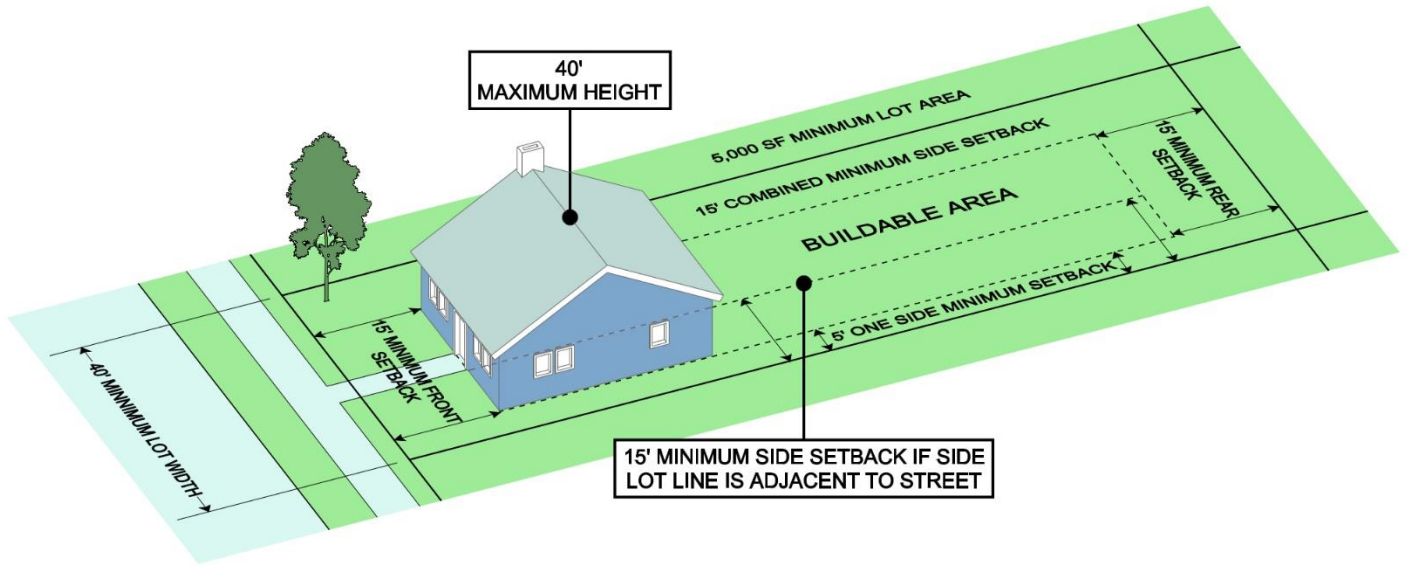 40'
MAXIMUM HEIGHT
5,000 SF MINIMUM LOT AREA
15' COMBINED MINIMUM SIDE SETBACK
15' MINIMUM REAR
SETBACK
BUILDABLE AREA
5' ONE SIDE MINIMUM SETBACK
15' MINIMUM FRONT
SETBACK
40' MINNIMUM LOT WIDTH
15' MINIMUM SIDE SETBACK IF SIDE
LOT LINE IS ADJACENT TO STREET